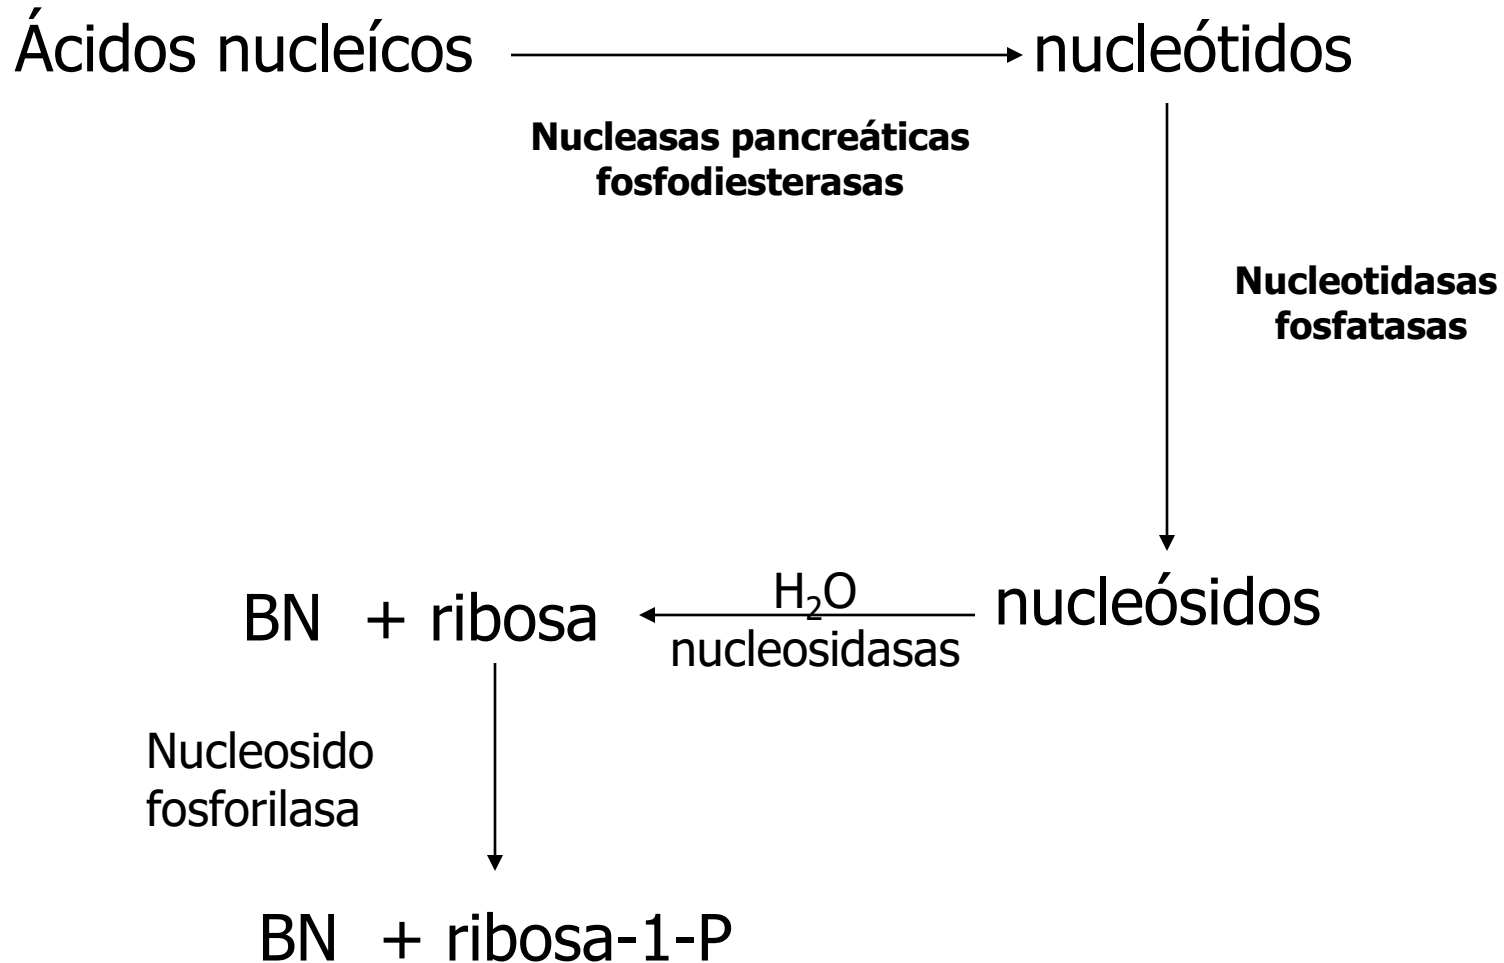 Ácidos nucleícos
nucleótidos
Nucleasas pancreáticas
fosfodiesterasas
Nucleotidasas
fosfatasas
nucleósidos
H₂O
nucleosidasas
BN + ribosa
Nucleosido
fosforilasa
BN + ribosa-1-P